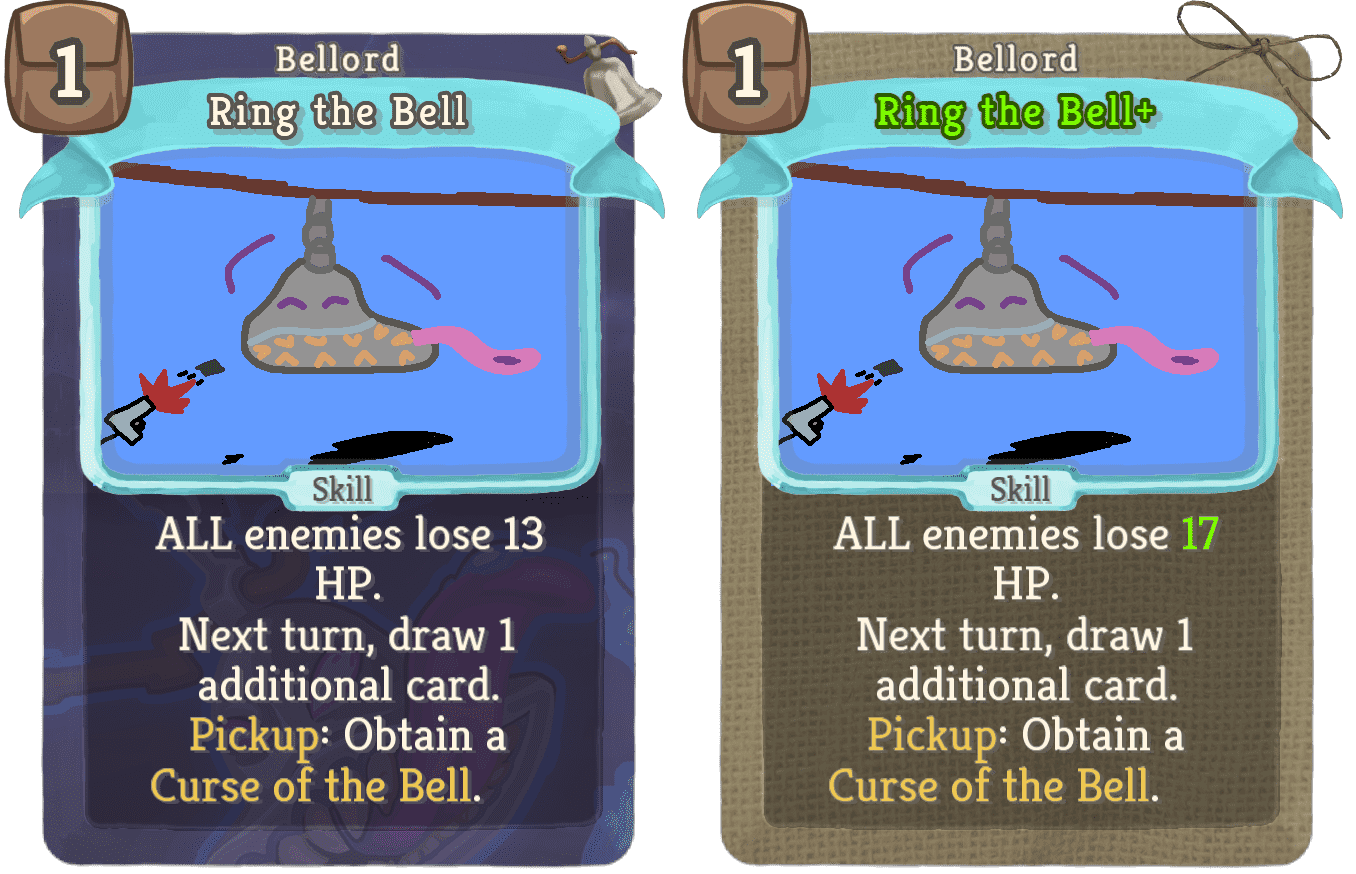 1
Bellord
Ring the Bell
Skill
ALL enemies lose 13
HP.
Next turn, draw 1
additional card.
Pickup: Obtain a
Curse of the Bell.
1
Bellord
Ring the Bell+
Skill
ALL enemies lose 17
HP.
Next turn, draw 1
additional card.
Pickup: Obtain a
Curse of the Bell.